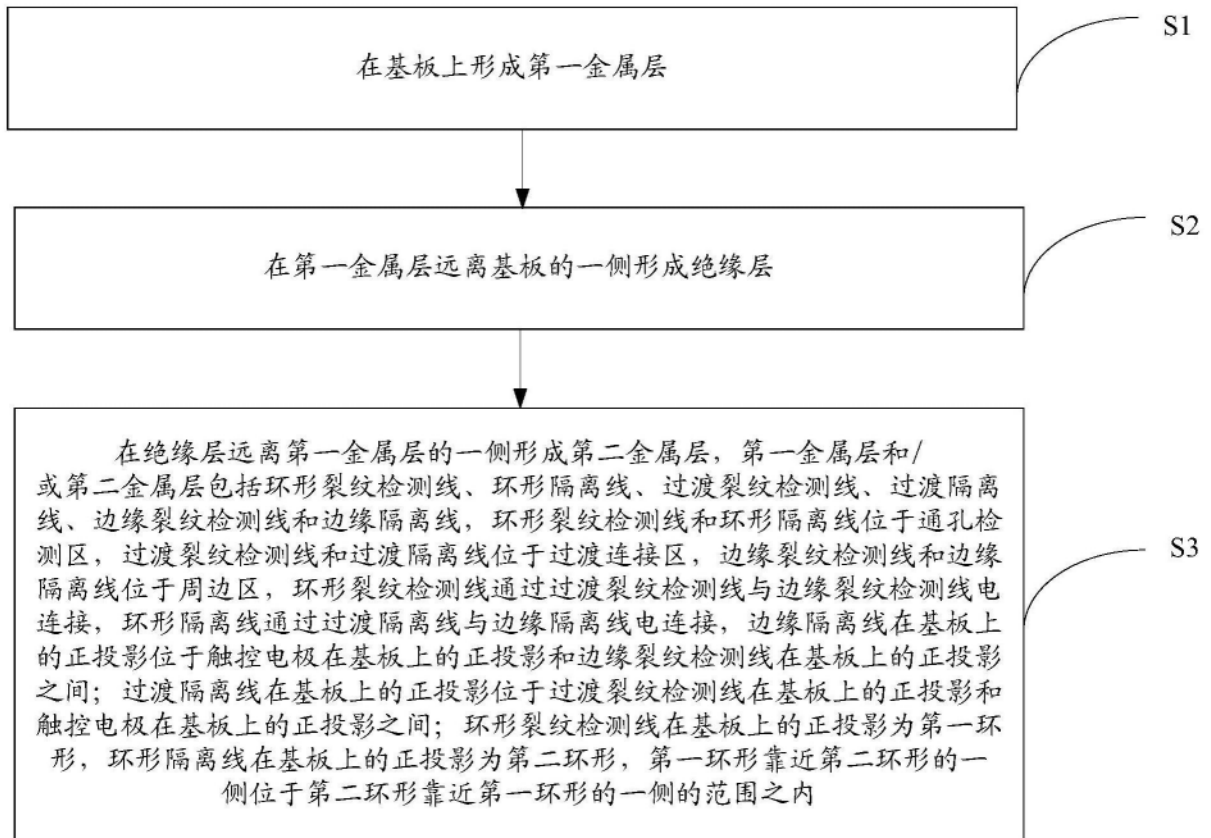 在基板上形成第一金属层
S1
在第一金属层远离基板的一侧形成绝缘层
S2
在绝缘层远离第一金属层的一侧形成第二金属层，第一金属层和/
或第二金属层包括环形裂纹检测线、环形隔离线、过渡裂纹检测线、过渡隔离
线、边缘裂纹检测线和边缘隔离线，环形裂纹检测线和环形隔离线位于通孔检
测区，过渡裂纹检测线和过渡隔离线位于过渡连接区，边缘裂纹检测线和边缘
隔离线位于周边区，环形裂纹检测线通过过渡裂纹检测线与边缘裂纹检测线电
连接，环形隔离线通过过渡隔离线与边缘隔离线电连接，边缘隔离线在基板上
的正投影位于触控电极在基板上的正投影和边缘裂纹检测线在基板上的正投影
之间；过渡隔离线在基板上的正投影位于过渡裂纹检测线在基板上的正投影和
触控电极在基板上的正投影之间；环形裂纹检测线在基板上的正投影为第一环
形，环形隔离线在基板上的正投影为第二环形，第一环形靠近第二环形的一
侧位于第二环形靠近第一环形的一侧的范围之内
S3